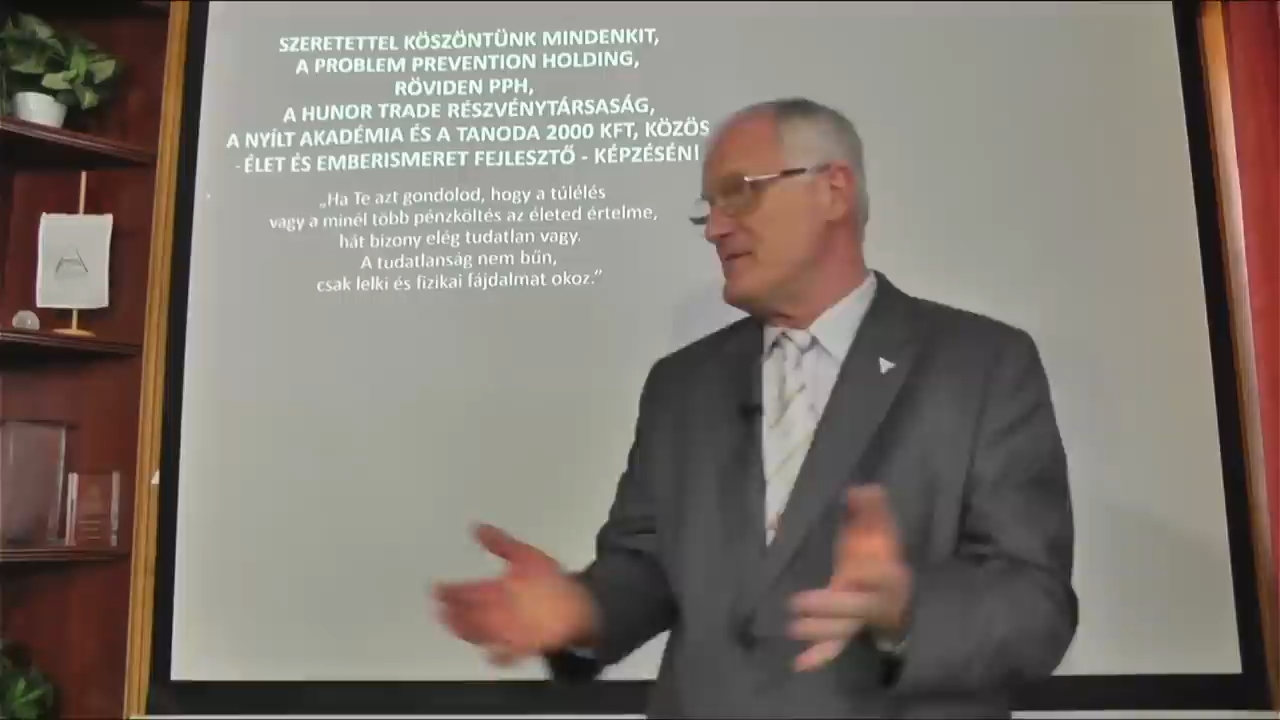 SZERETETTEL KÖSZÖNTÜNK MINDENKIT,
A PROBLEM PREVENTION HOLDING,
RÖVIDEN PPH,
A HUNOR TRADE RÉSZVÉNYTÁRSASÁG,
A NYÍLT AKADÉMIA ÉS A TANODA 2000 KFT, KÖZÖS
- ÉLET ÉS EMBERISMERET FEJLESZTŐ - KÉPZÉSÉN!
„Ha Te azt gondolod, hogy a túlélés
vagy a minél több pénzköltés az életed értelme,
hát bizony elég tudatlan vagy.
A tudatlanság nem bűn,
csak lelki és fizikai fájdalmat okoz.”